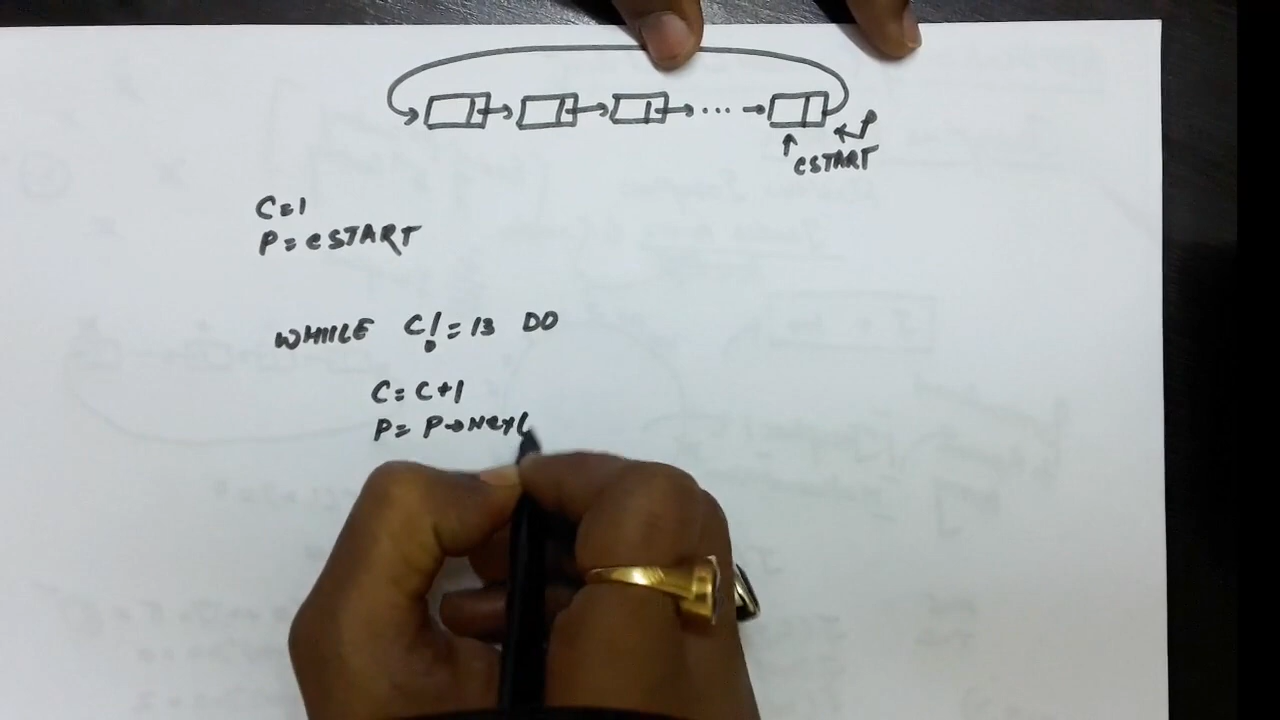 P
CSTART
C=1
P=CSTART
WHILE C!=13 DO
C=C+1
P=P→Next